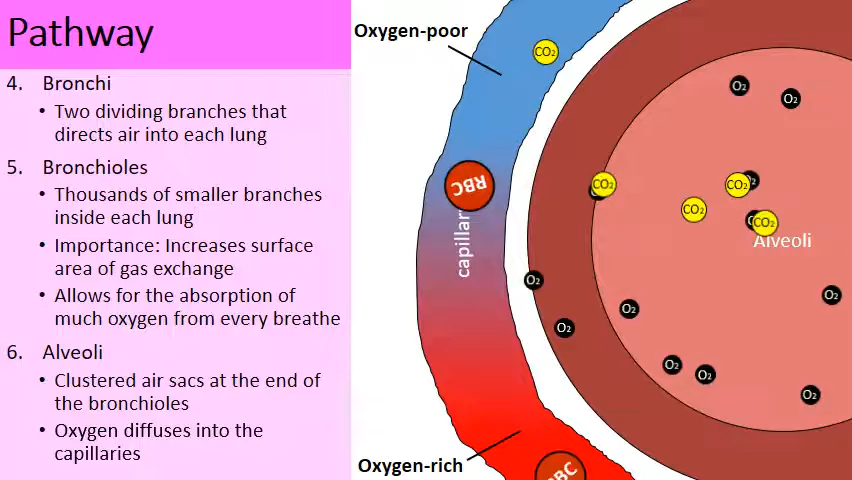 Pathway
4. Bronchi
• Two dividing branches that
directs air into each lung
5. Bronchioles
• Thousands of smaller branches
inside each lung
• Importance: Increases surface
area of gas exchange
• Allows for the absorption of
much oxygen from every breathe
6. Alveoli
• Clustered air sacs at the end of
the bronchioles
• Oxygen diffuses into the
capillaries
Oxygen-poor
CO₂
O₂
O₂
RBC
CO₂
CO₂
O₂
CO₂
CO₂
capillar
Alveoli
O₂
O₂
O₂
O₂
O₂
O₂
O₂
Oxygen-rich
RBC